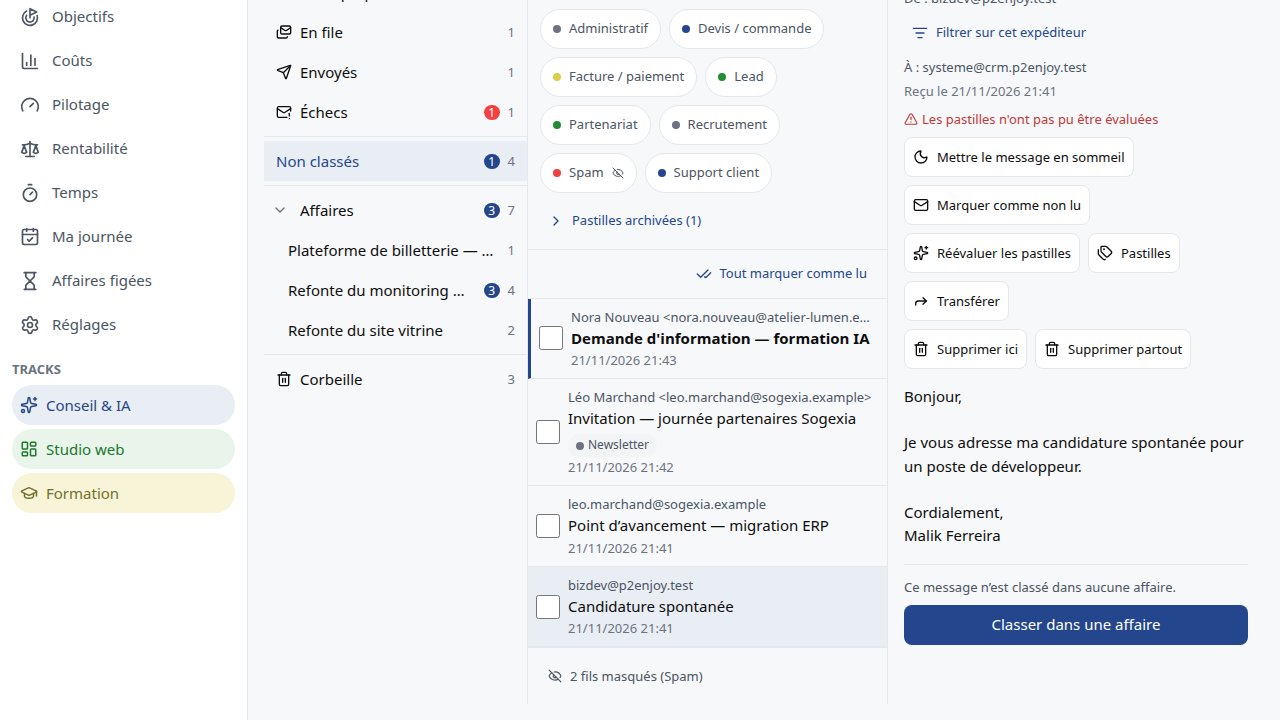 Objectifs
Coûts
Pilotage
Rentabilité
Temps
Ma journée
Affaires figées
Réglages
TRACKS
Conseil & IA
Studio web
Formation
En file 1
Envoyés 1
Échecs 1 1
Non classés 1 4
Affaires 3 7
Plateforme de billetterie — ... 1
Refonte du monitoring ... 3 4
Refonte du site vitrine 2
Corbeille 3
Administratif Devis / commande
Facture / paiement Lead
Partenariat Recrutement
Spam Support client
Pastilles archivées (1)
Tout marquer comme lu
Nora Nouveau <nora.nouveau@atelier-lumen.e...
Demande d'information — formation IA
21/11/2026 21:43
Léo Marchand <leo.marchand@sogexia.example>
Invitation — journée partenaires Sogexia
Newsletter
21/11/2026 21:42
leo.marchand@sogexia.example
Point d’avancement — migration ERP
21/11/2026 21:41
bizdev@p2enjoy.test
Candidature spontanée
21/11/2026 21:41
2 fils masqués (Spam)
De : bizdev@p2enjoy.test
Filtrer sur cet expéditeur
À : systeme@crm.p2enjoy.test
Reçu le 21/11/2026 21:41
Les pastilles n'ont pas pu être évaluées
Mettre le message en sommeil
Marquer comme non lu
Réévaluer les pastilles Pastilles
Transférer
Supprimer ici Supprimer partout
Bonjour,
Je vous adresse ma candidature spontanée pour
un poste de développeur.
Cordialement,
Malik Ferreira
Ce message n’est classé dans aucune affaire.
Classer dans une affaire